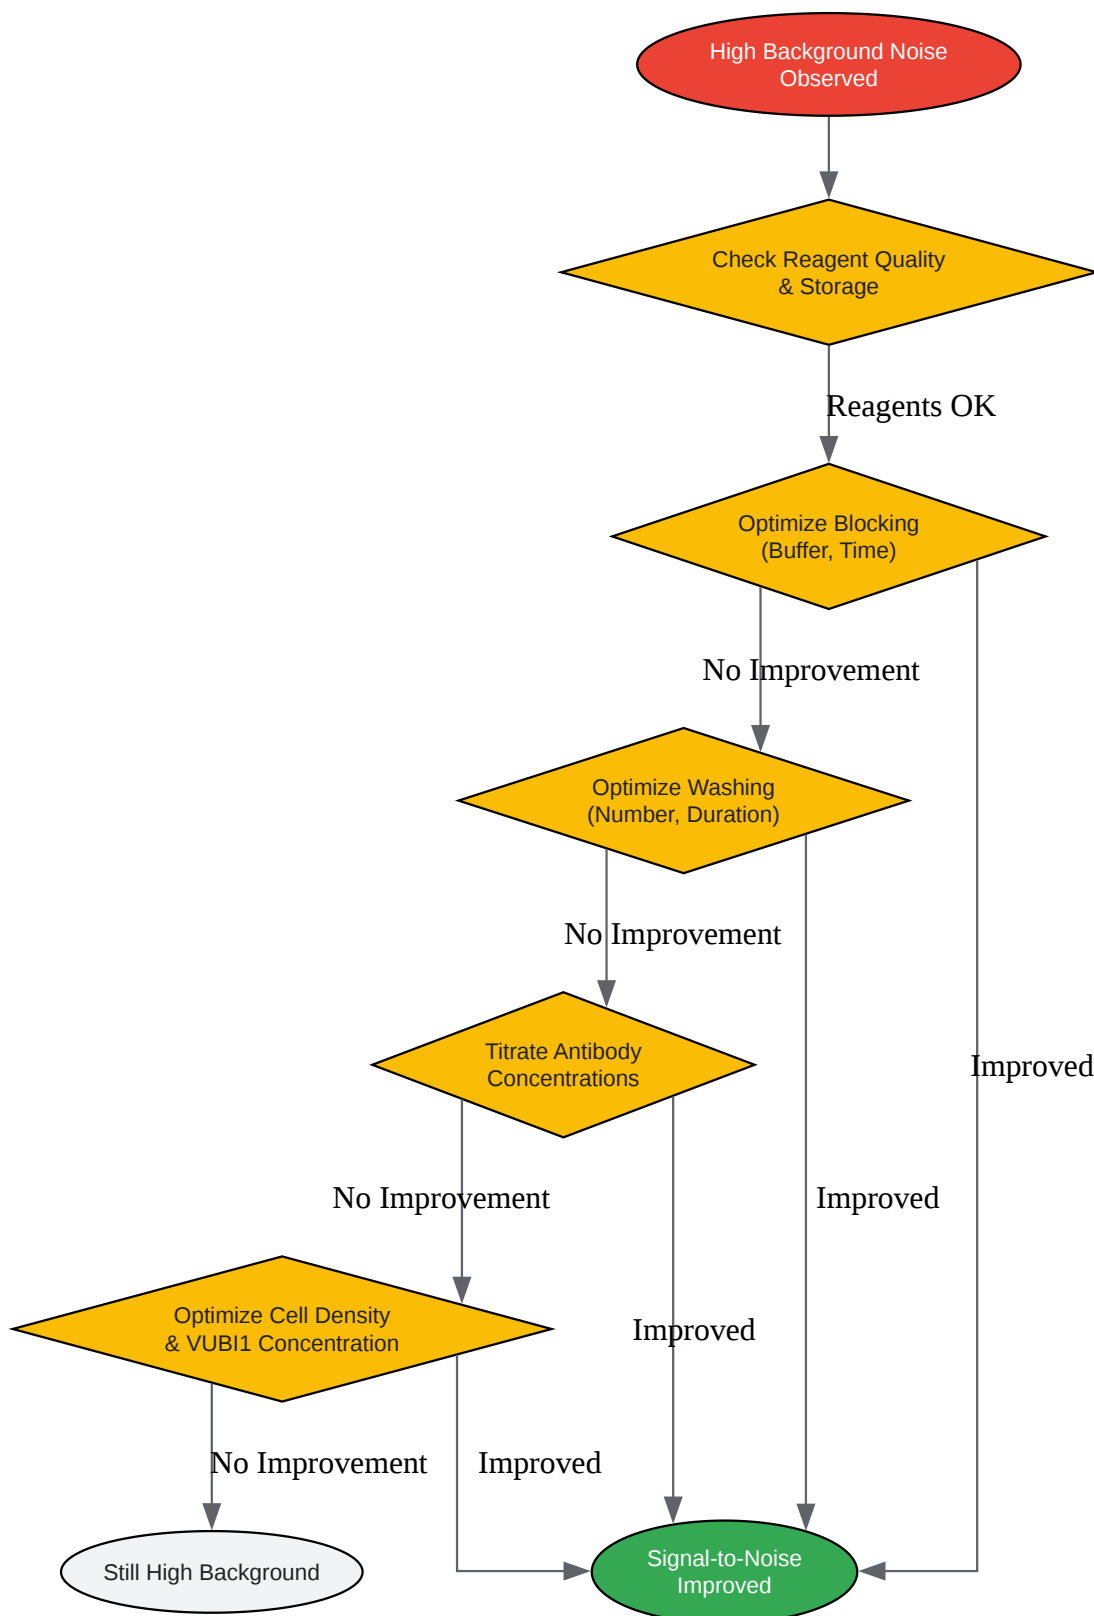 High Background Noise
Observed
Check Reagent Quality
& Storage
Reagents OK
Optimize Blocking
(Buffer, Time)
No Improvement
Optimize Washing
(Number, Duration)
No Improvement
Titrate Antibody
Concentrations
Improved
No Improvement
Improved
Optimize Cell Density
& VUBI1 Concentration
Improved
No Improvement
Improved
Still High Background
Signal-to-Noise
Improved